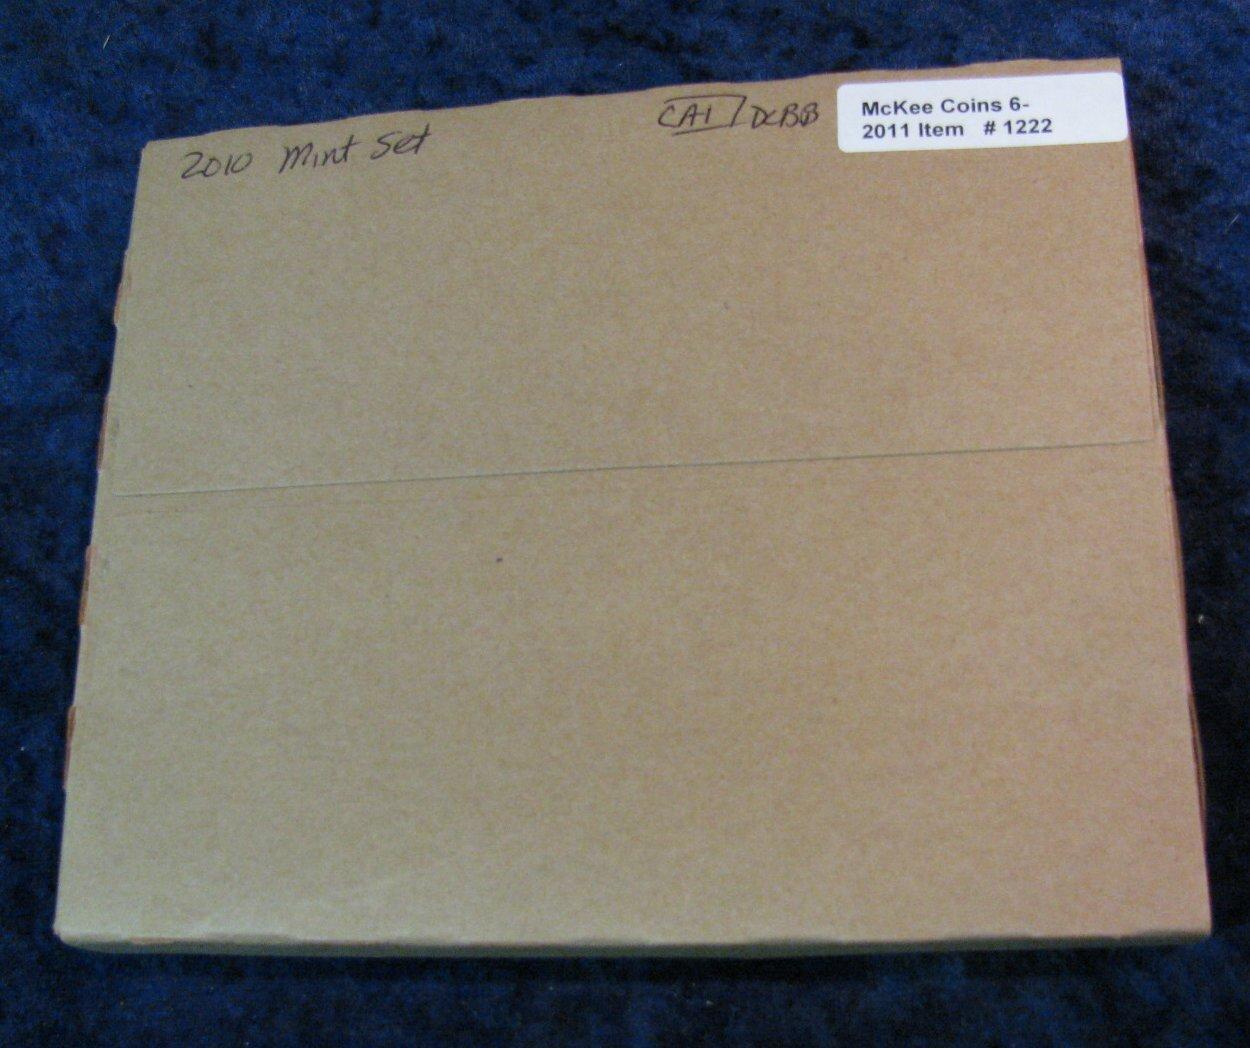 2010 Mint Set
CA1 DCBB
McKee Coins 6-
2011 Item # 1222